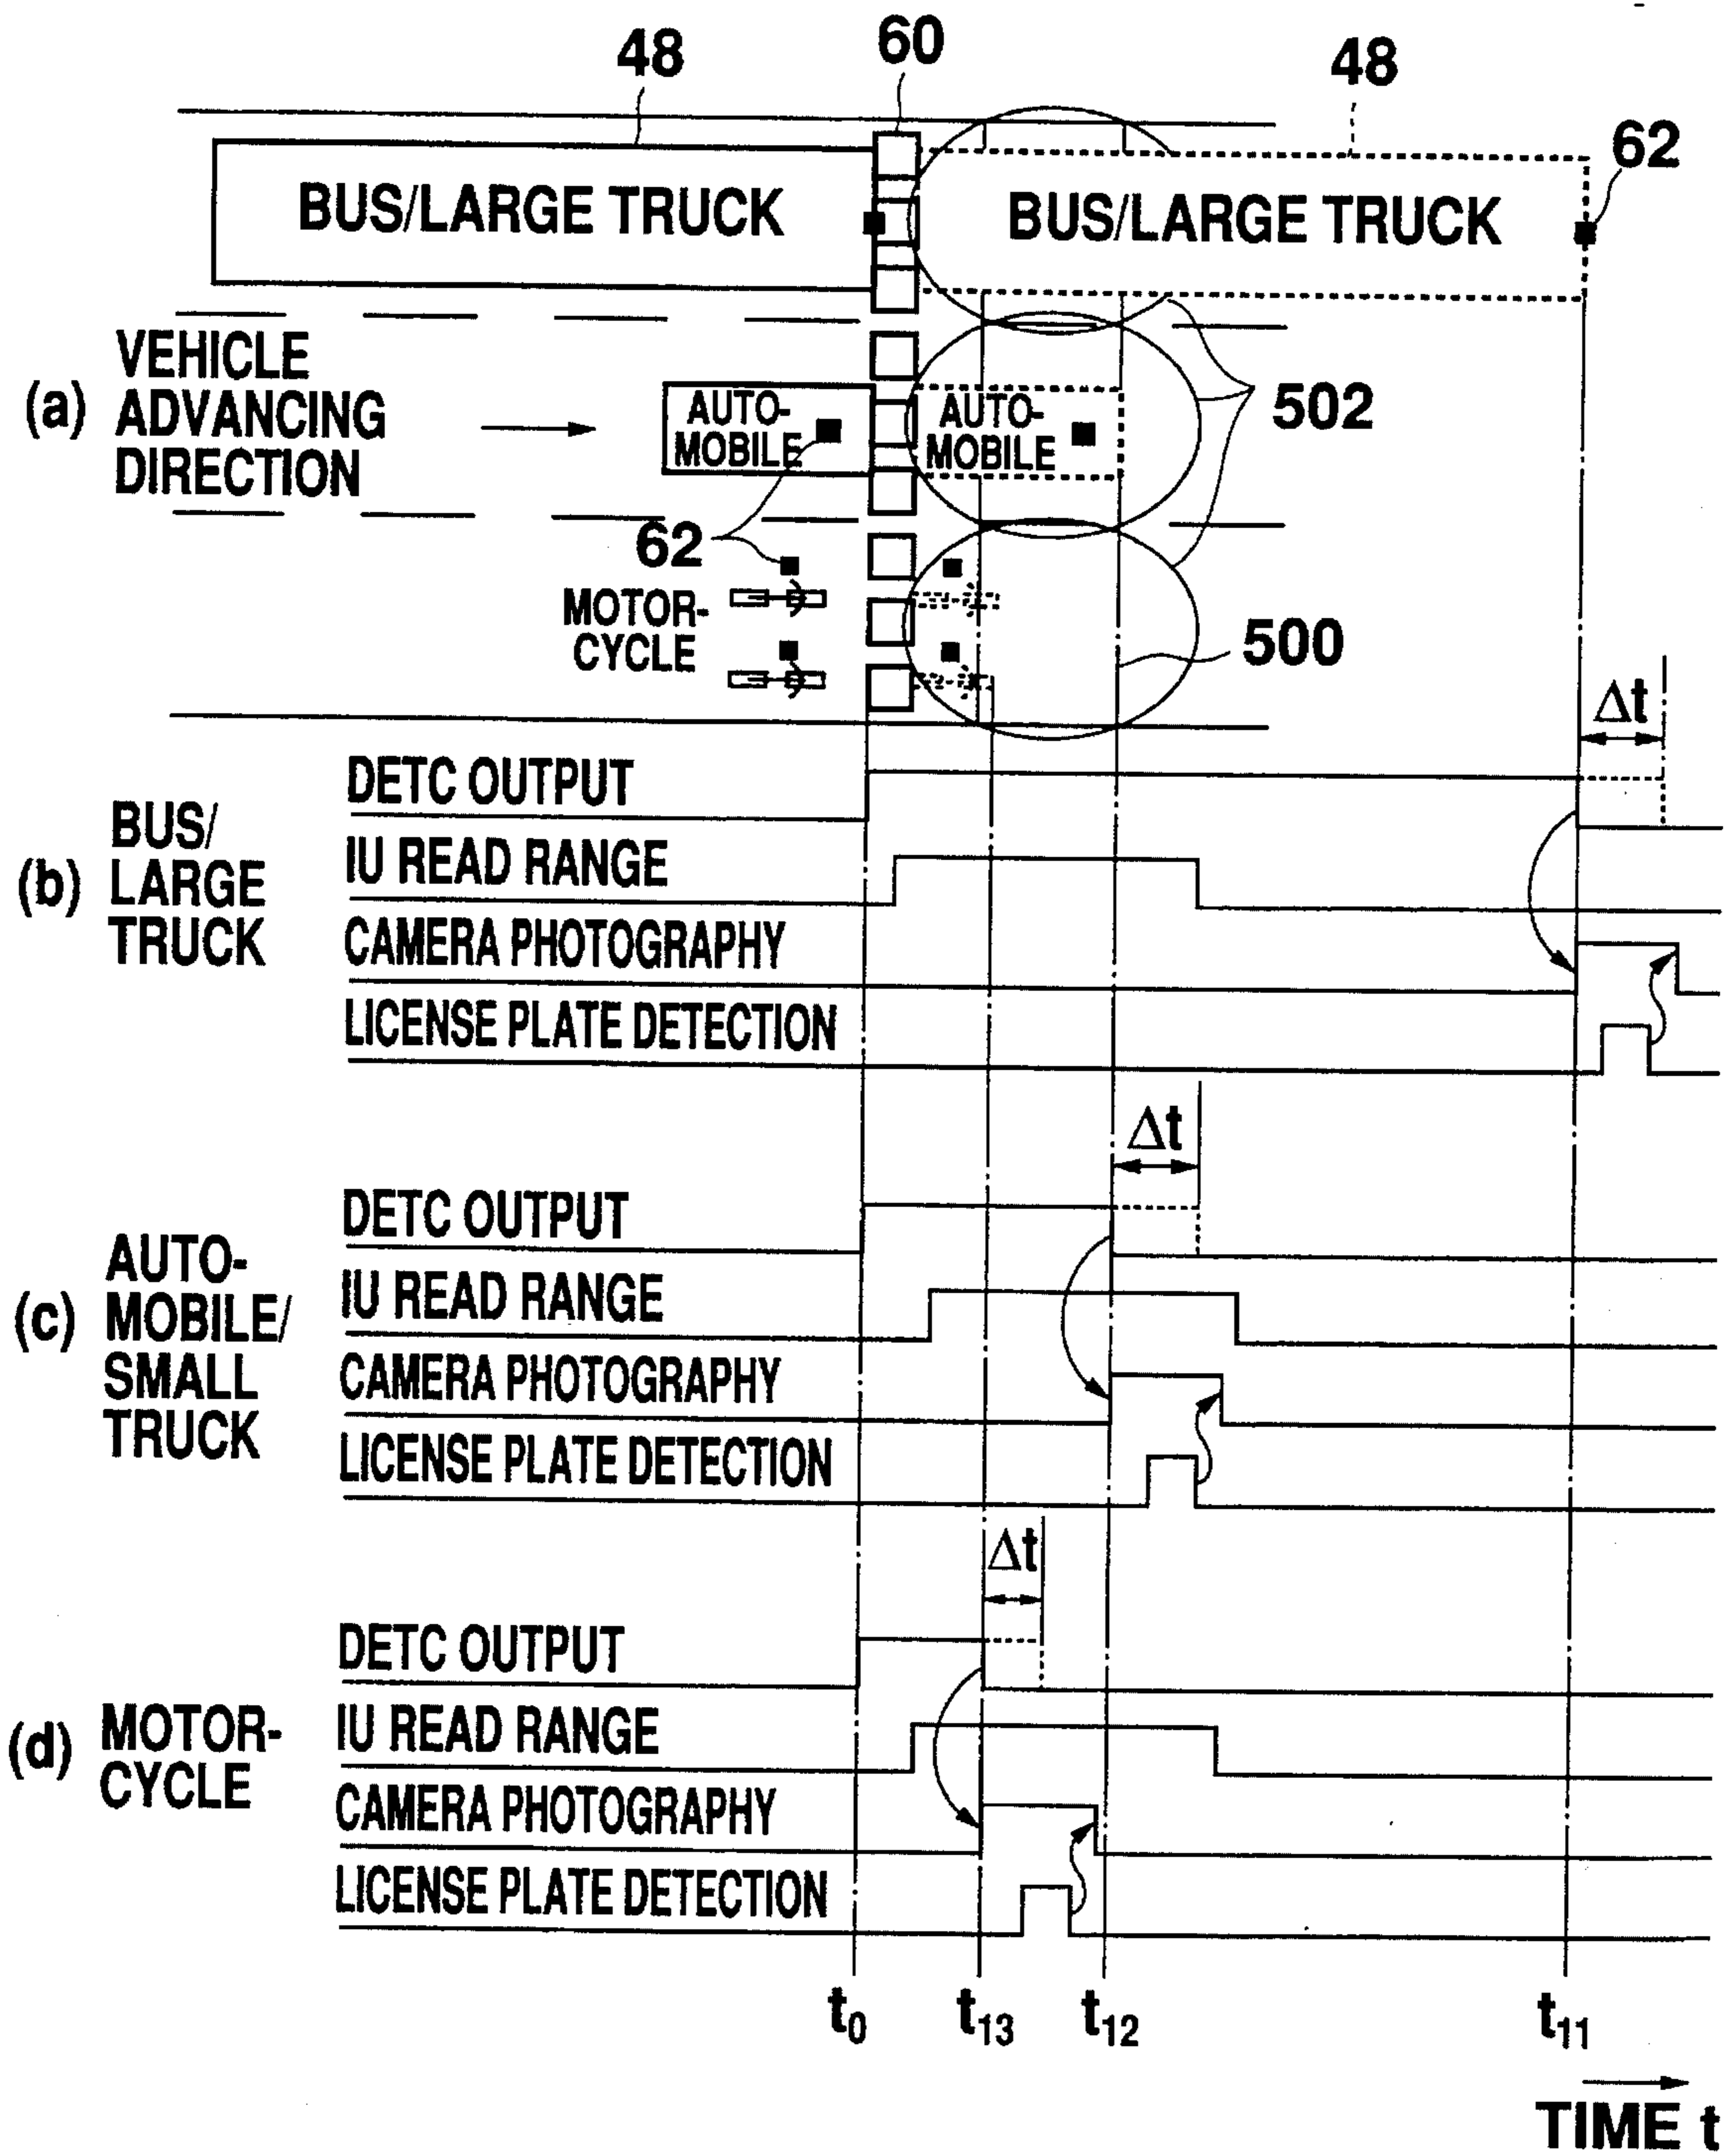 48
60
48
62
BUS/LARGE TRUCK
BUS/LARGE TRUCK
(a)
VEHICLE
ADVANCING
DIRECTION
AUTO-
MOBILE
AUTO-
MOBILE
502
62
MOTOR-
CYCLE
500
Δt
(b)
BUS/
LARGE
TRUCK
DETC OUTPUT
IU READ RANGE
CAMERA PHOTOGRAPHY
LICENSE PLATE DETECTION
Δt
(c)
AUTO-
MOBILE/
SMALL
TRUCK
DETC OUTPUT
IU READ RANGE
CAMERA PHOTOGRAPHY
LICENSE PLATE DETECTION
Δt
(d)
MOTOR-
CYCLE
DETC OUTPUT
IU READ RANGE
CAMERA PHOTOGRAPHY
LICENSE PLATE DETECTION
t0 t13 t12 t11
TIME t